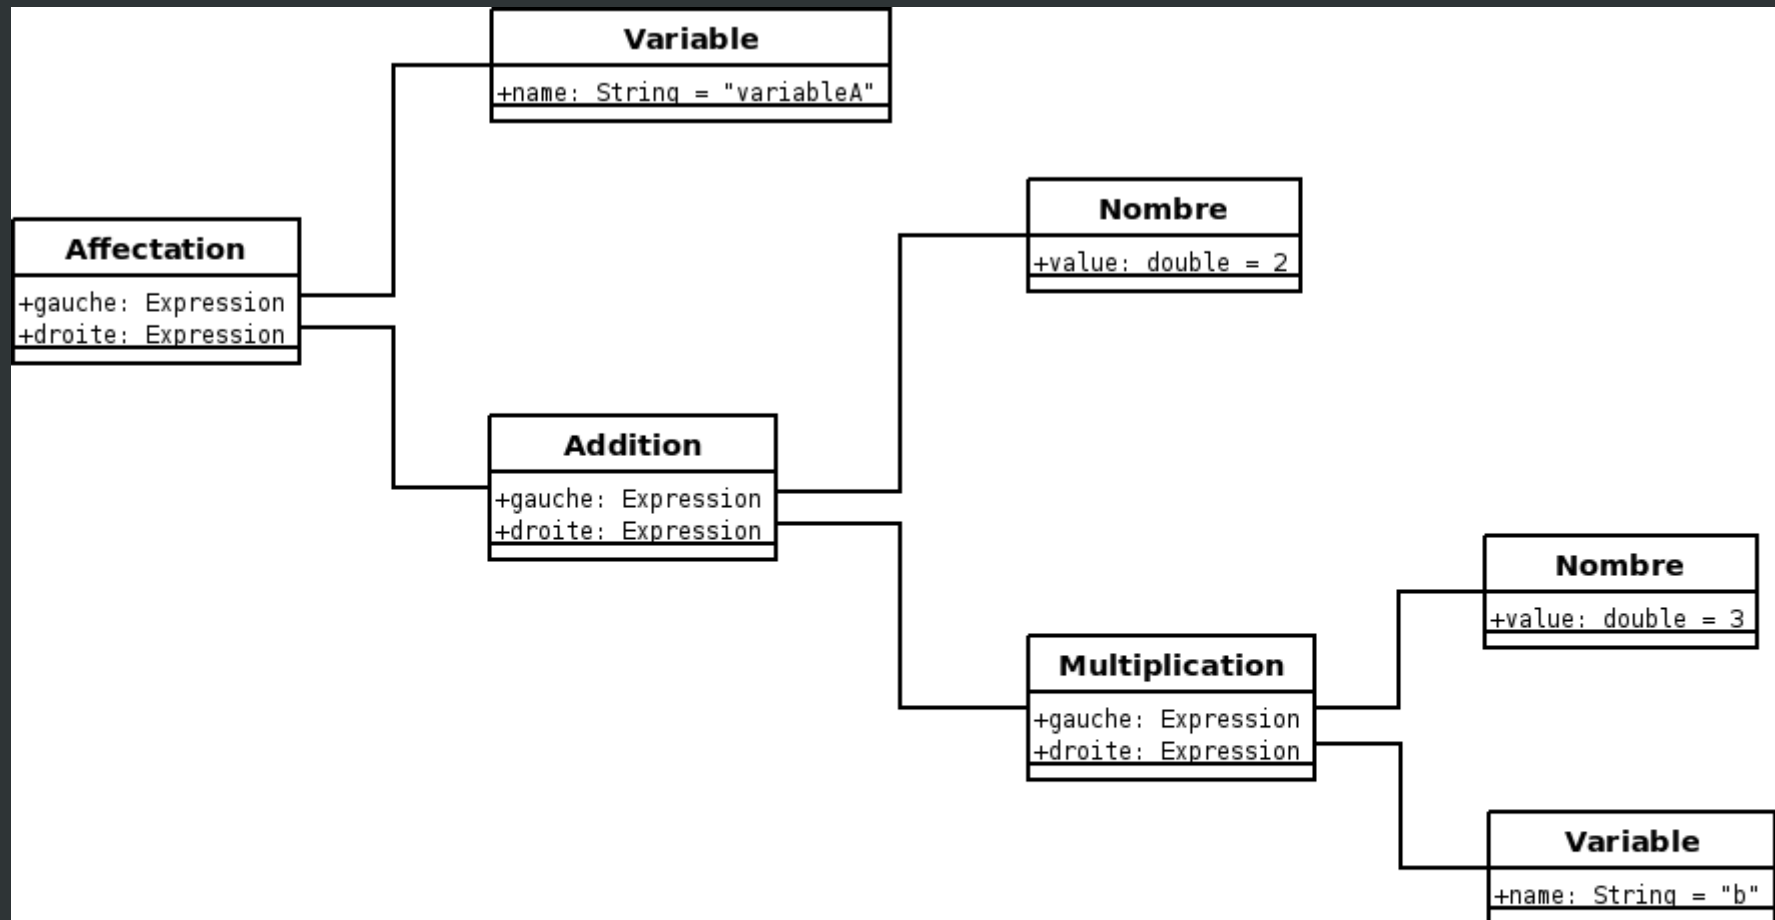 Variable
+name: String = "variableA"
Nombre
+value: double = 2
Affectation
+gauche: Expression
+droite: Expression
Addition
+gauche: Expression
+droite: Expression
Nombre
+value: double = 3
Multiplication
+gauche: Expression
+droite: Expression
Variable
+name: String = "b"